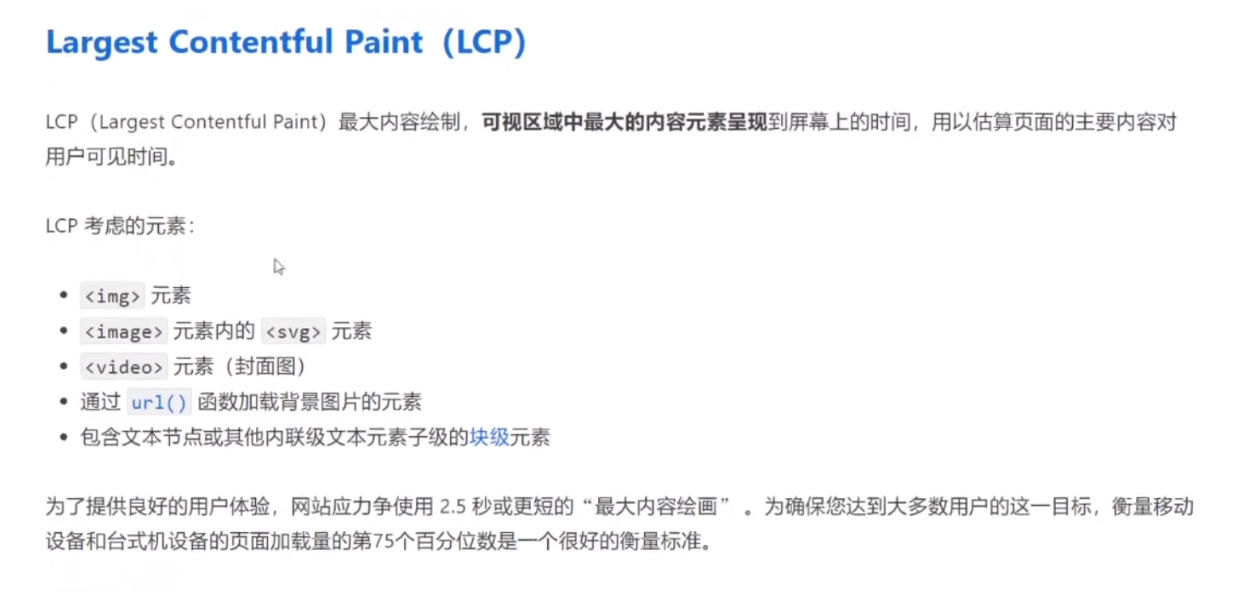 Largest Contentful Paint（LCP）
LCP（Largest Contentful Paint）最大内容绘制，可视区域中最大的内容元素呈现到屏幕上的时间，用以估算页面的主要内容对
用户可见时间。
LCP 考虑的元素：
• <img> 元素
• <image> 元素内的 <svg> 元素
• <video> 元素（封面图）
• 通过 url() 函数加载背景图片的元素
• 包含文本节点或其他内联级文本元素子级的块级元素
为了提供良好的用户体验，网站应力争使用 2.5 秒或更短的“最大内容绘画” 。为确保您达到大多数用户的这一目标，衡量移动
设备和台式机设备的页面加载量的第75个百分位数是一个很好的衡量标准。